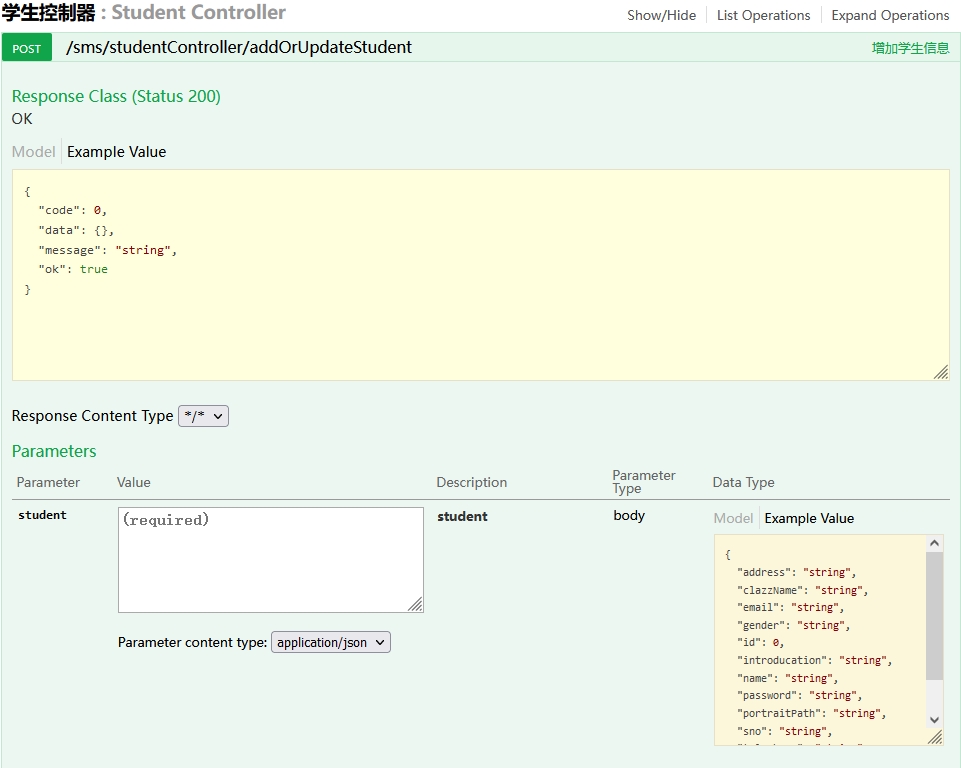 学生控制器 : Student Controller
Show/Hide
List Operations
Expand Operations
POST
/sms/studentController/addOrUpdateStudent
增加学生信息
Response Class (Status 200)
OK
Model
Example Value
{
"code": 0,
"data": {},
"message": "string",
"ok": true
}
Response Content Type */*
Parameters
Parameter
Value
Description
Parameter
Type
Data Type
student
(required)
student
body
Model
Example Value
Parameter content type: application/json
{
"address": "string",
"clazzName": "string",
"email": "string",
"gender": "string",
"id": 0,
"introducation": "string",
"name": "string",
"password": "string",
"portraitPath": "string",
"sno": "string",